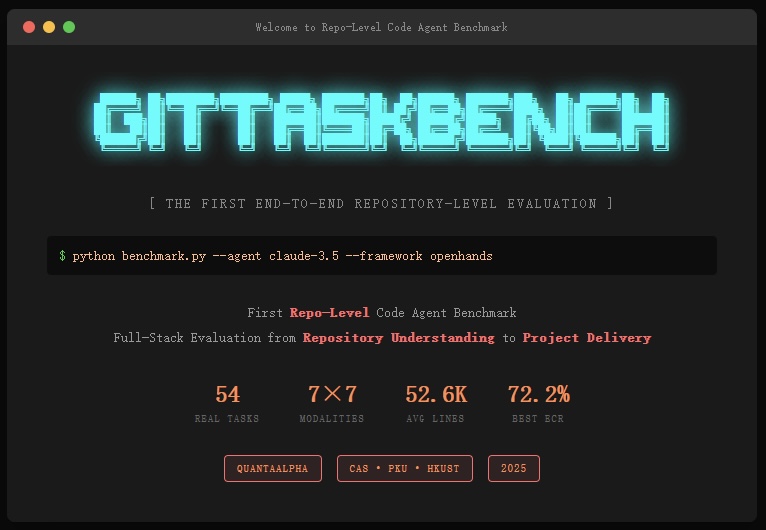 Welcome to Repo-Level Code Agent Benchmark
GITTASKBENCH
[ THE FIRST END-TO-END REPOSITORY-LEVEL EVALUATION ]
$ python benchmark.py --agent claude-3.5 --framework openhands
First Repo-Level Code Agent Benchmark
Full-Stack Evaluation from Repository Understanding to Project Delivery
54 7×7 52.6K 72.2%
REAL TASKS MODALITIES AVG LINES BEST ECR
QUANTAALPHA CAS • PKU • HKUST 2025